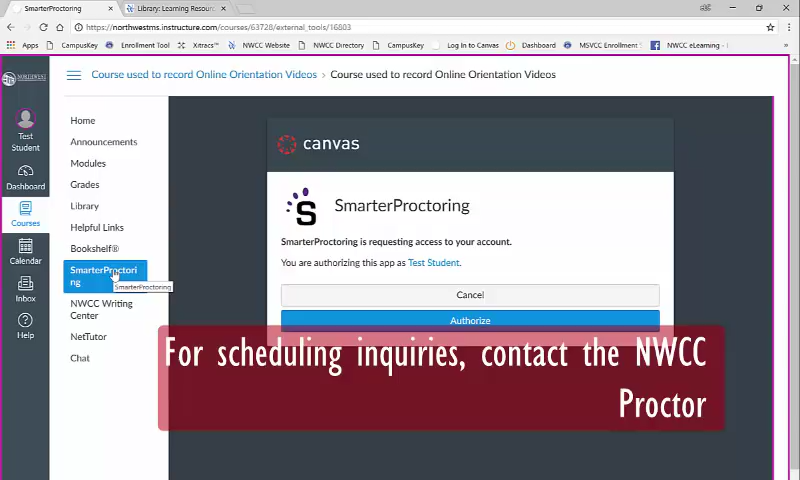 SmarterProctoring
Library: Learning Resour
https://northwestms.instructure.com/courses/63728/external_tools/16803
Apps CampusKey Enrollment Tool Xitracs™ NWCC Website NWCC Directory CampusKey Log In to Canvas Dashboard MSVCC Enrollment NWCC eLearning - I
NORTHWEST
Course used to record Online Orientation Videos › Course used to record Online Orientation Videos
Test
Student
Dashboard
Courses
Calendar
Inbox
Help
Home
Announcements
Modules
Grades
Library
Helpful Links
Bookshelf®
SmarterProctori
ng
SmarterProctoring
NWCC Writing
Center
NetTutor
Chat
canvas
S SmarterProctoring
SmarterProctoring is requesting access to your account.
You are authorizing this app as Test Student.
Cancel
Authorize
For scheduling inquiries, contact the NWCC
Proctor